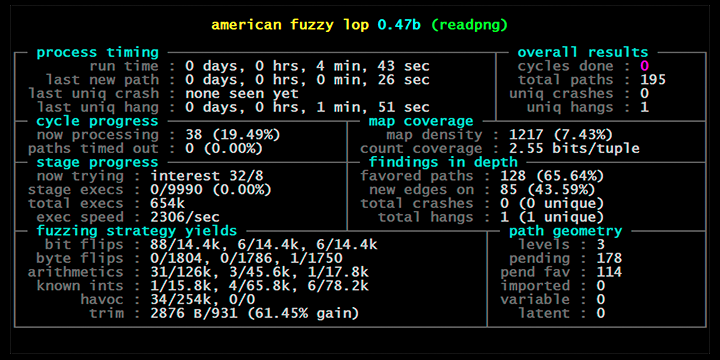 american fuzzy lop 0.47b (readpng)
process timing
run time : 0 days, 0 hrs, 4 min, 43 sec
last new path : 0 days, 0 hrs, 0 min, 26 sec
last uniq crash : none seen yet
last uniq hang : 0 days, 0 hrs, 1 min, 51 sec
overall results
cycles done : 0
total paths : 195
uniq crashes : 0
uniq hangs : 1
cycle progress
now processing : 38 (19.49%)
paths timed out : 0 (0.00%)
map coverage
map density : 1217 (7.43%)
count coverage : 2.55 bits/tuple
stage progress
now trying : interest 32/8
stage execs : 0/9990 (0.00%)
total execs : 654k
exec speed : 2306/sec
findings in depth
favored paths : 128 (65.64%)
new edges on : 85 (43.59%)
total crashes : 0 (0 unique)
total hangs : 1 (1 unique)
fuzzing strategy yields
bit flips : 88/14.4k, 6/14.4k, 6/14.4k
byte flips : 0/1804, 0/1786, 1/1750
arithmetics : 31/126k, 3/45.6k, 1/17.8k
known ints : 1/15.8k, 4/65.8k, 6/78.2k
havoc : 34/254k, 0/0
trim : 2876 B/931 (61.45% gain)
path geometry
levels : 3
pending : 178
pend fav : 114
imported : 0
variable : 0
latent : 0